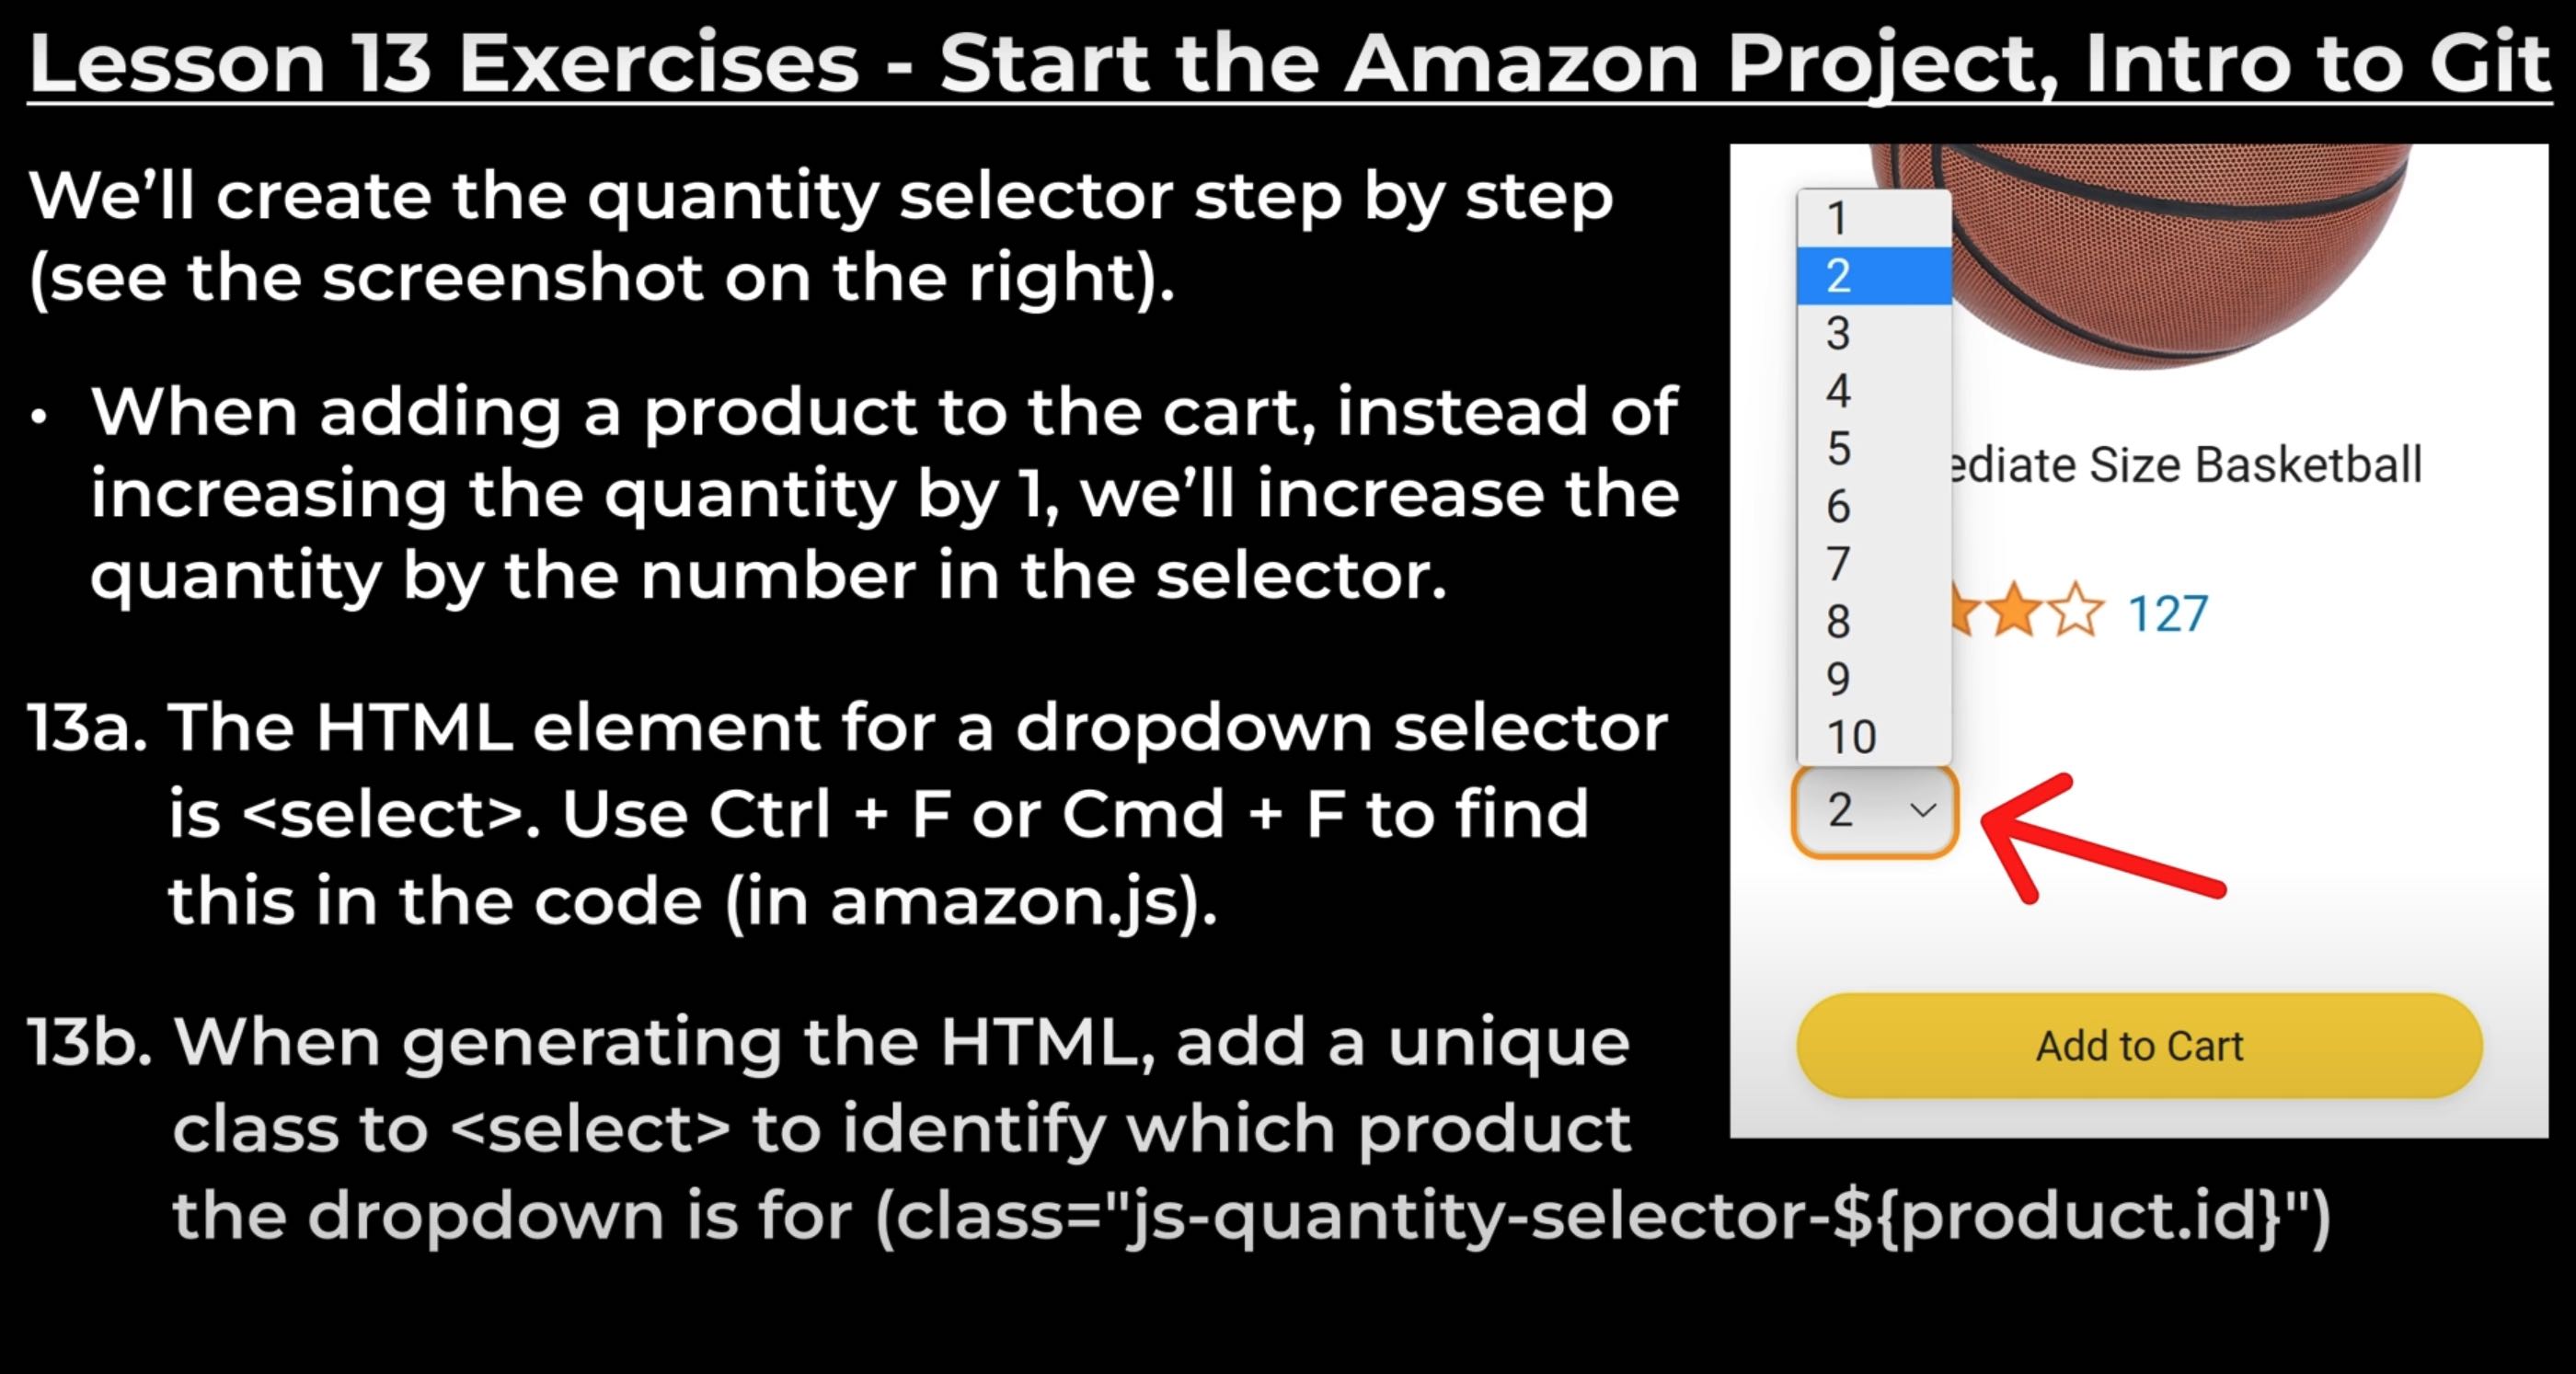 Lesson 13 Exercises - Start the Amazon Project, Intro to Git
We’ll create the quantity selector step by step
(see the screenshot on the right).
• When adding a product to the cart, instead of
increasing the quantity by 1, we’ll increase the
quantity by the number in the selector.
13a. The HTML element for a dropdown selector
is <select>. Use Ctrl + F or Cmd + F to find
this in the code (in amazon.js).
13b. When generating the HTML, add a unique
class to <select> to identify which product
the dropdown is for (class="js-quantity-selector-${product.id}")
1
2
3
4
5
6
7
8
9
10
ediate Size Basketball
127
2
Add to Cart